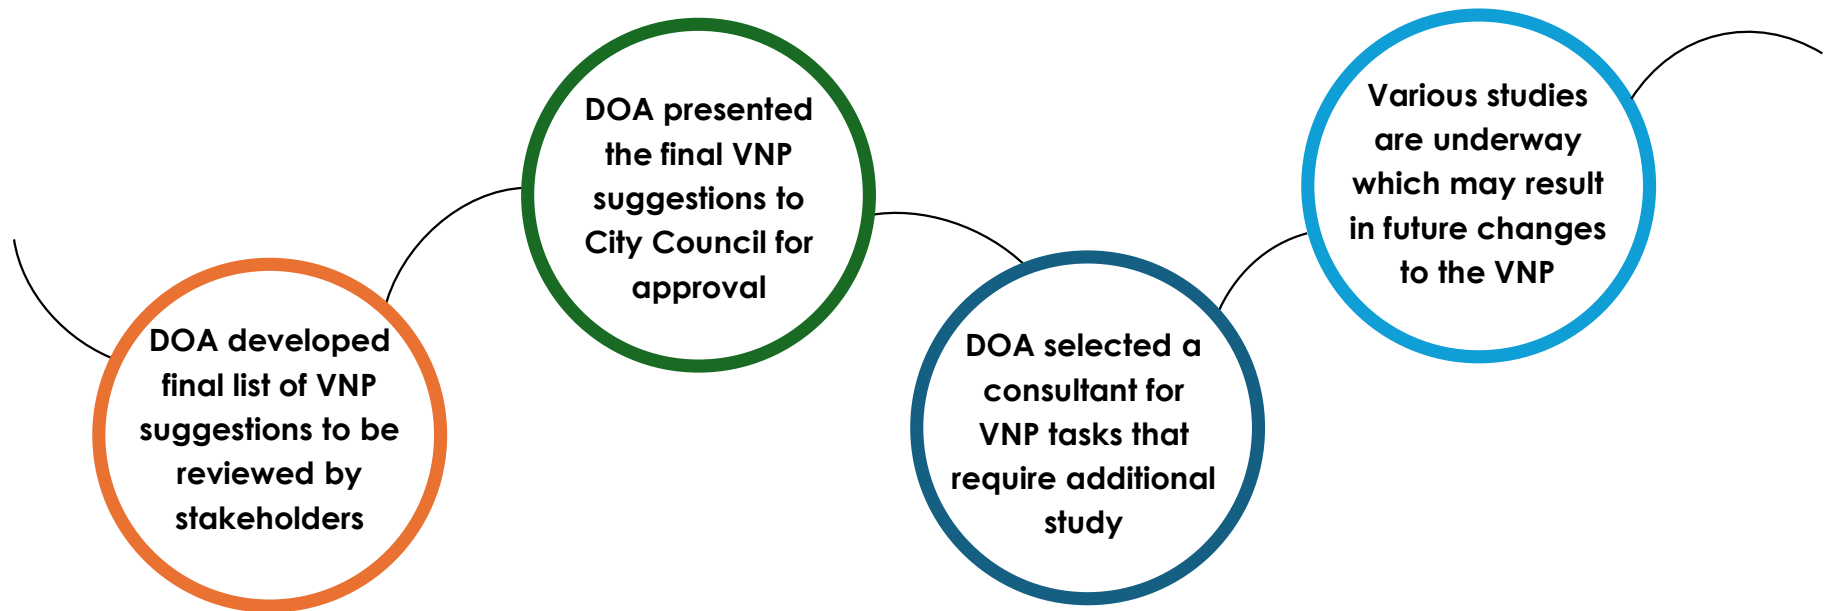 DOA developed
final list of VNP
suggestions to be
reviewed by
stakeholders
DOA presented
the final VNP
suggestions to
City Council for
approval
DOA selected a
consultant for
VNP tasks that
require additional
study
Various studies
are underway
which may result
in future changes
to the VNP